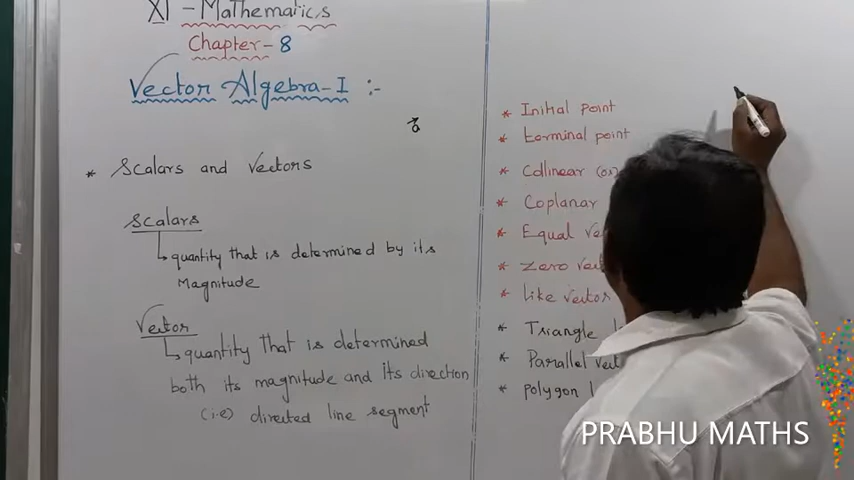 XI - Mathematics
Chapter - 8
Vector Algebra - I :-
a
* Scalars and Vectors
Scalars
quantity that is determined by its
Magnitude
Vector
quantity that is determined
both its magnitude and its direction
(i.e) directed line segment
* Initial point
* terminal point
* Collinear (or)
* Coplanar
* Equal
* Zero
* like vector
* Triangle
* Parallel
* polygon
PRABHU MATHS